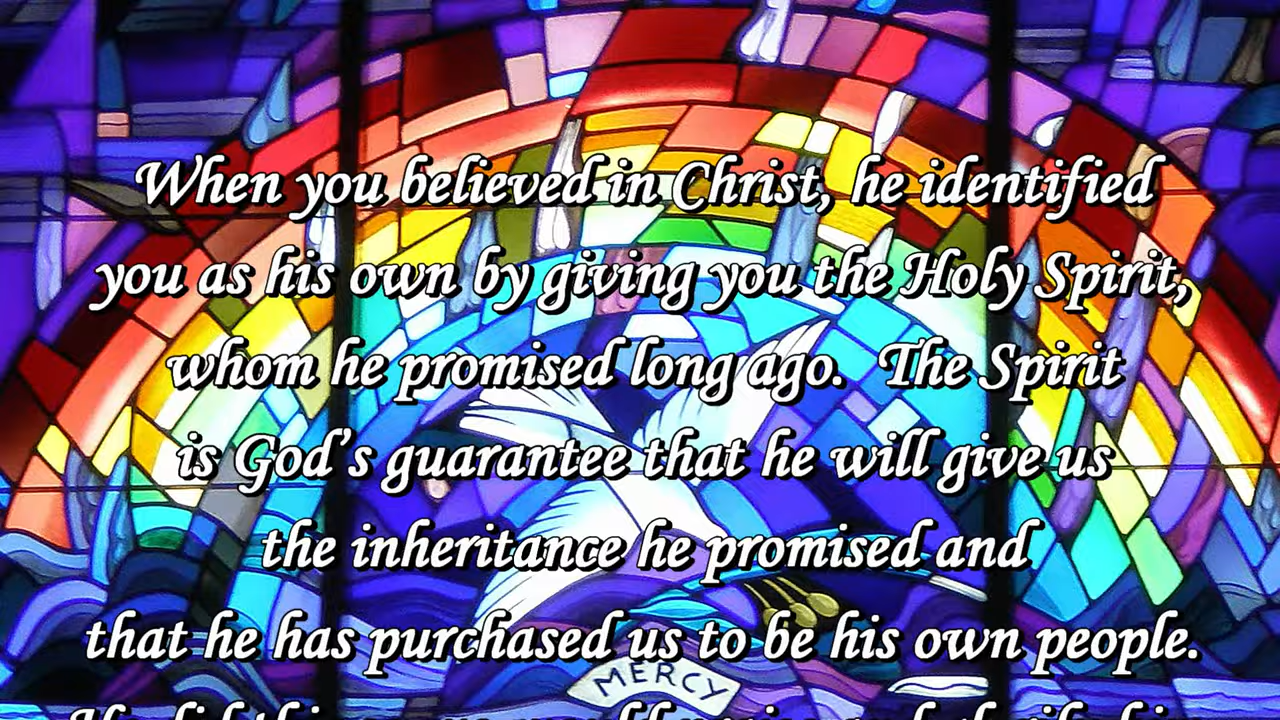 When you believed in Christ, he identified
you as his own by giving you the Holy Spirit,
whom he promised long ago. The Spirit
is God's guarantee that he will give us
the inheritance he promised and
that he has purchased us to be his own people.
MERCY